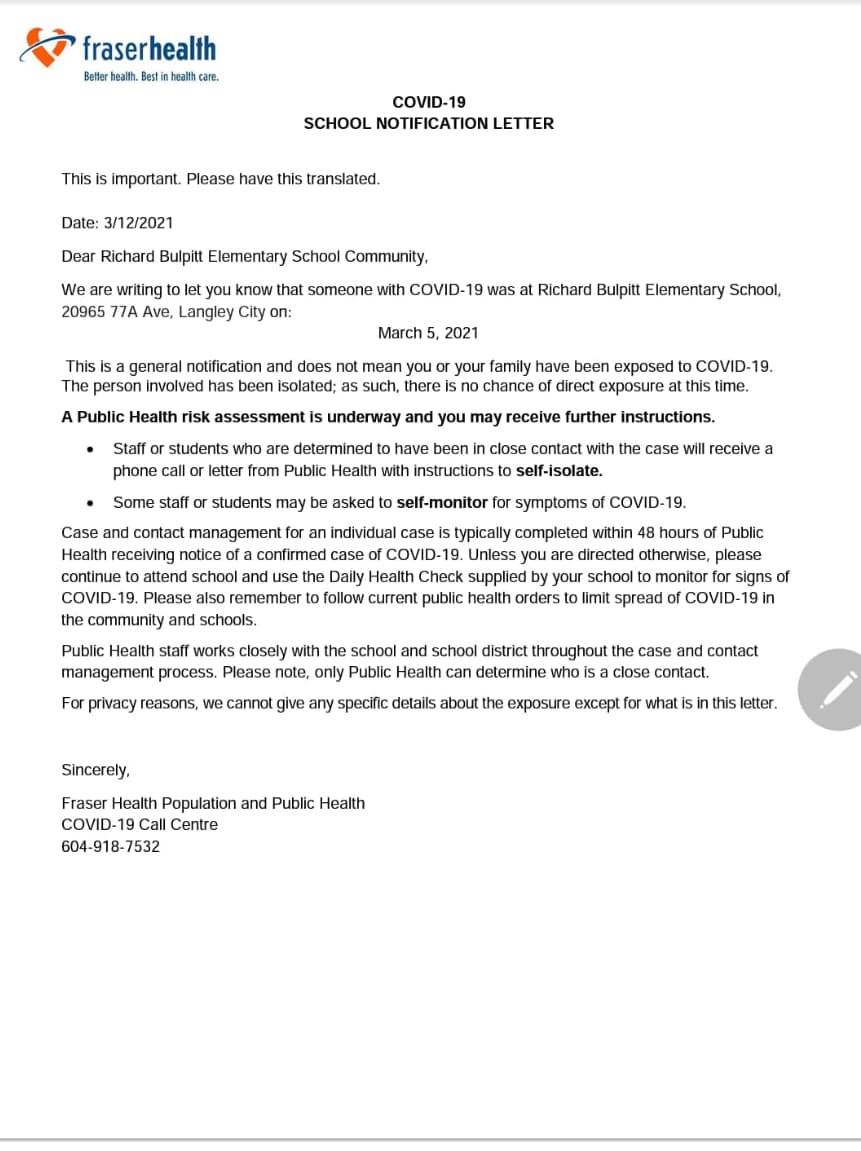 fraserhealth
Better health. Best in health care.
COVID-19
SCHOOL NOTIFICATION LETTER
This is important. Please have this translated.
Date: 3/12/2021
Dear Richard Bulpitt Elementary School Community,
We are writing to let you know that someone with COVID-19 was at Richard Bulpitt Elementary School,
20965 77A Ave, Langley City on:
March 5, 2021
This is a general notification and does not mean you or your family have been exposed to COVID-19.
The person involved has been isolated; as such, there is no chance of direct exposure at this time.
A Public Health risk assessment is underway and you may receive further instructions.
• Staff or students who are determined to have been in close contact with the case will receive a
phone call or letter from Public Health with instructions to self-isolate.
• Some staff or students may be asked to self-monitor for symptoms of COVID-19.
Case and contact management for an individual case is typically completed within 48 hours of Public
Health receiving notice of a confirmed case of COVID-19. Unless you are directed otherwise, please
continue to attend school and use the Daily Health Check supplied by your school to monitor for signs of
COVID-19. Please also remember to follow current public health orders to limit spread of COVID-19 in
the community and schools.
Public Health staff works closely with the school and school district throughout the case and contact
management process. Please note, only Public Health can determine who is a close contact.
For privacy reasons, we cannot give any specific details about the exposure except for what is in this letter.
Sincerely,
Fraser Health Population and Public Health
COVID-19 Call Centre
604-918-7532